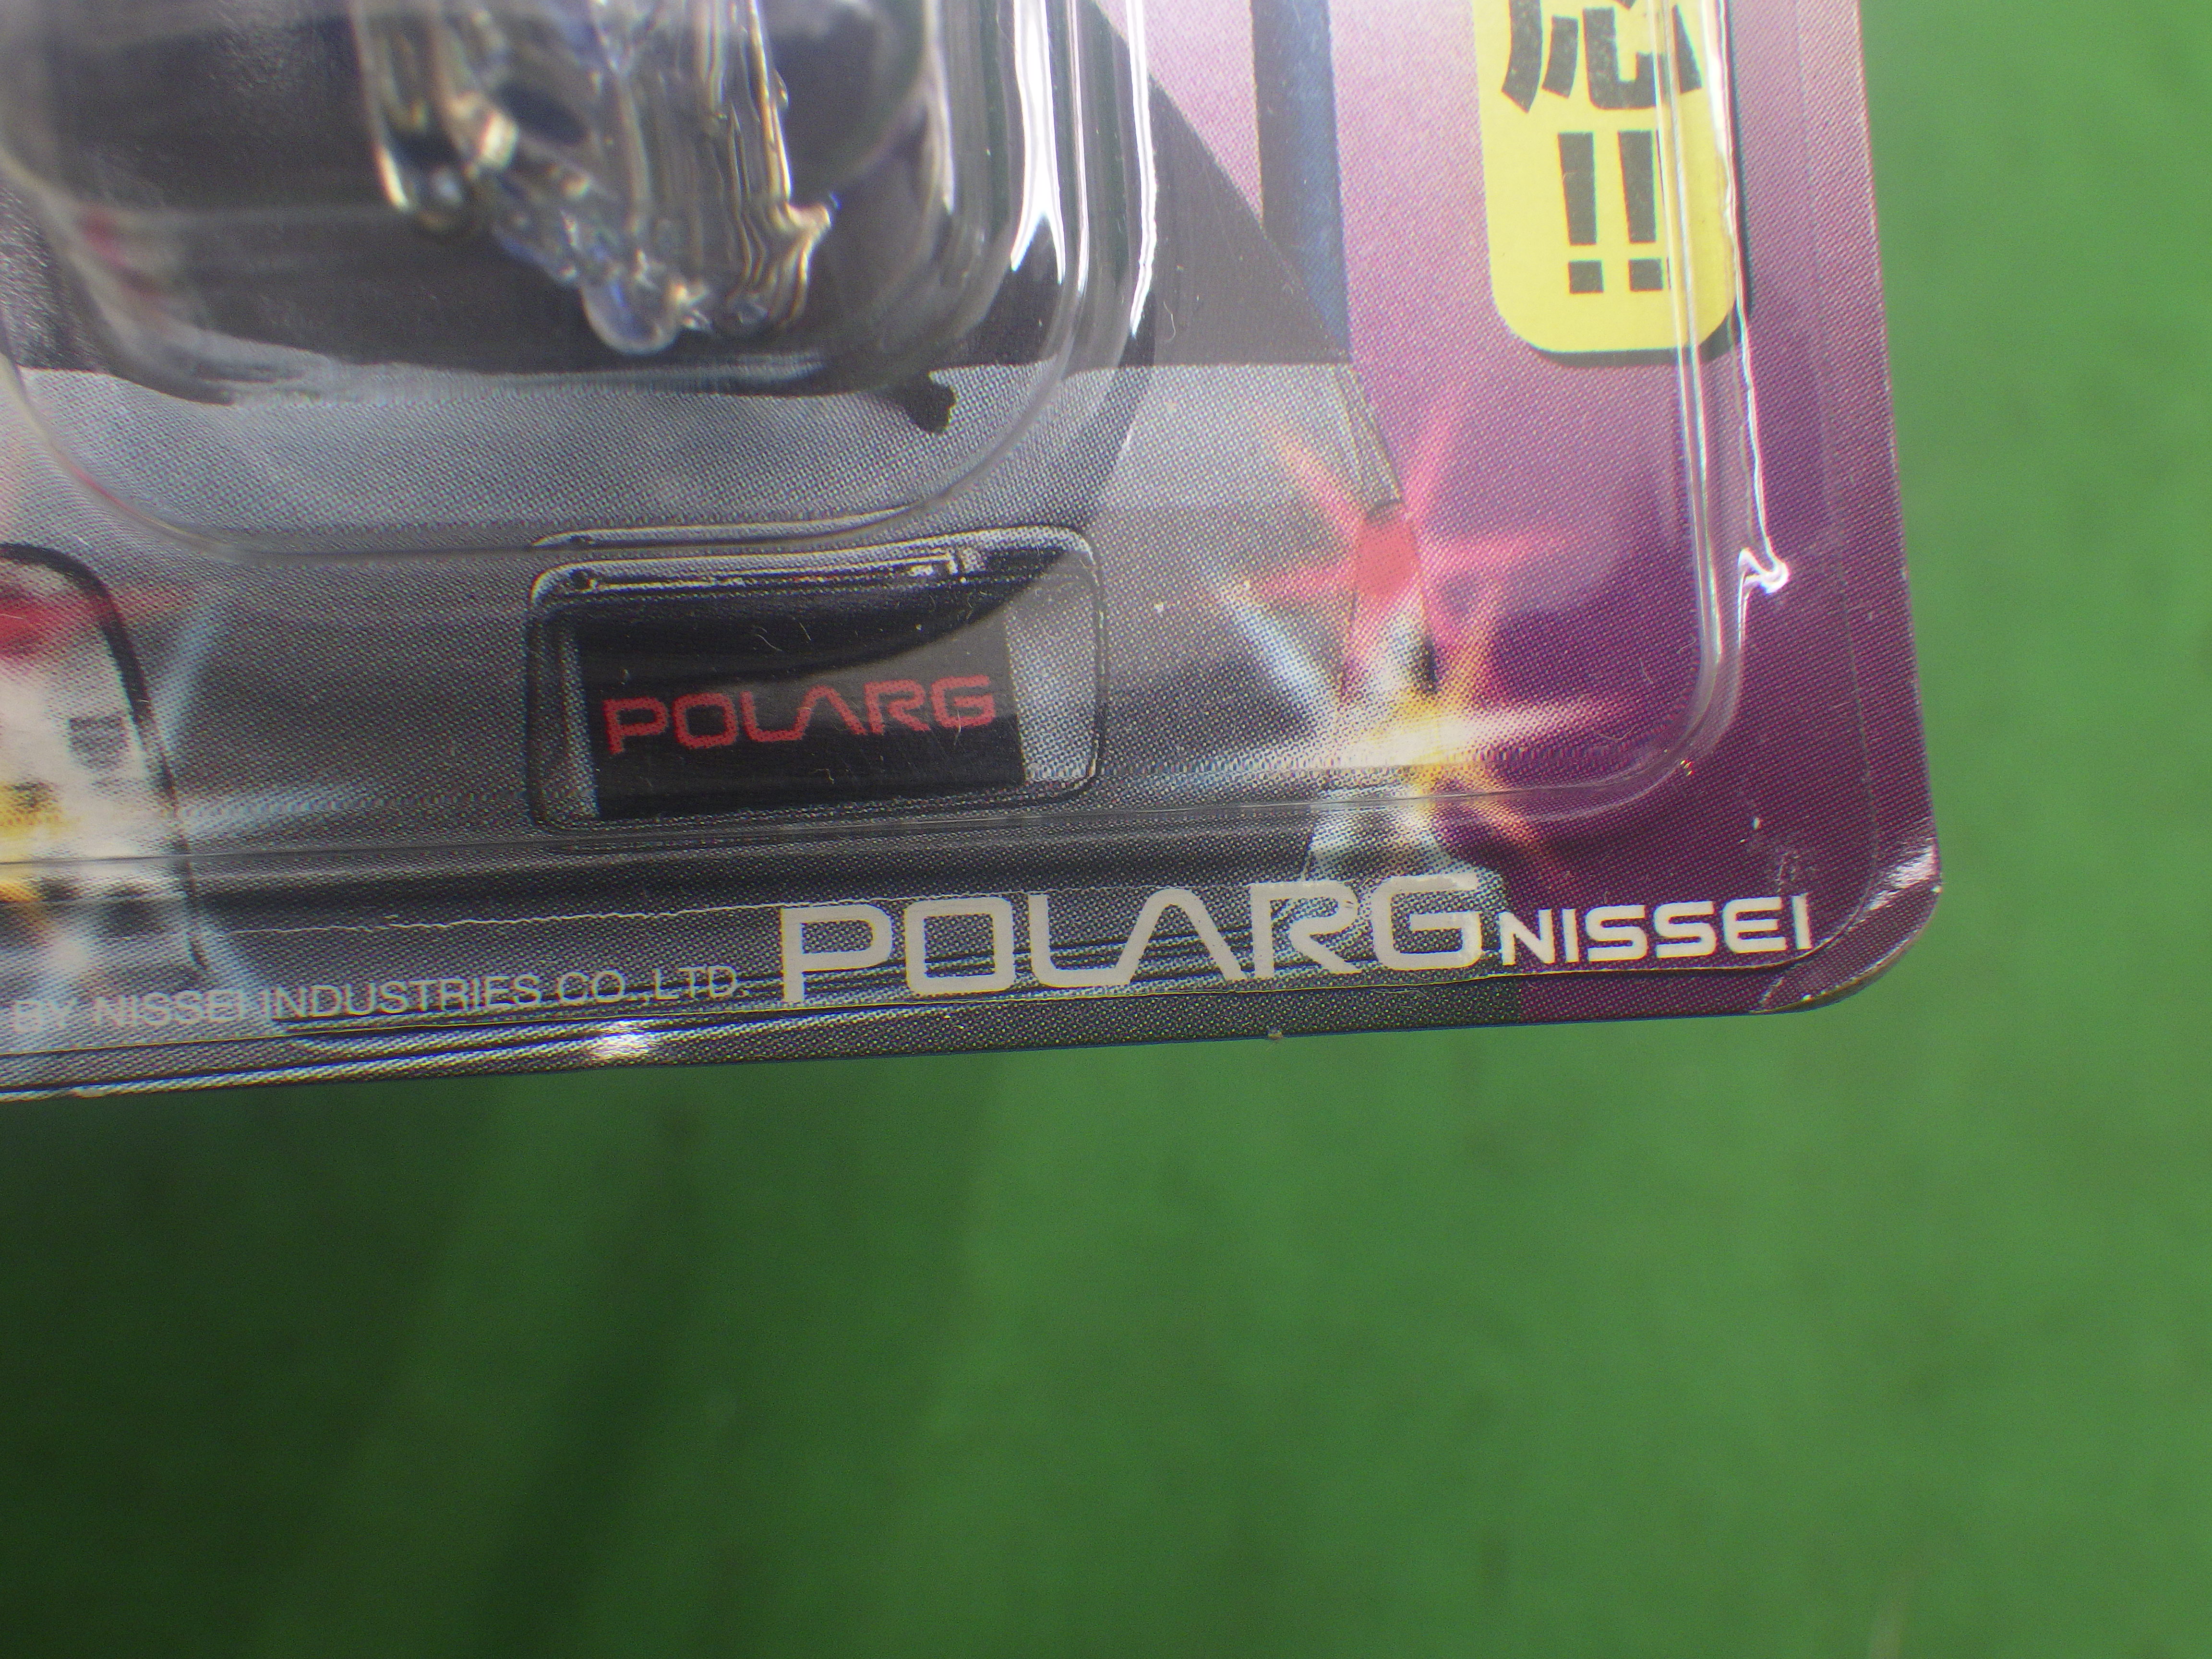 !!
POLARG
BY NISSEI INDUSTRIES CO.,LTD. POLARG NISSEI